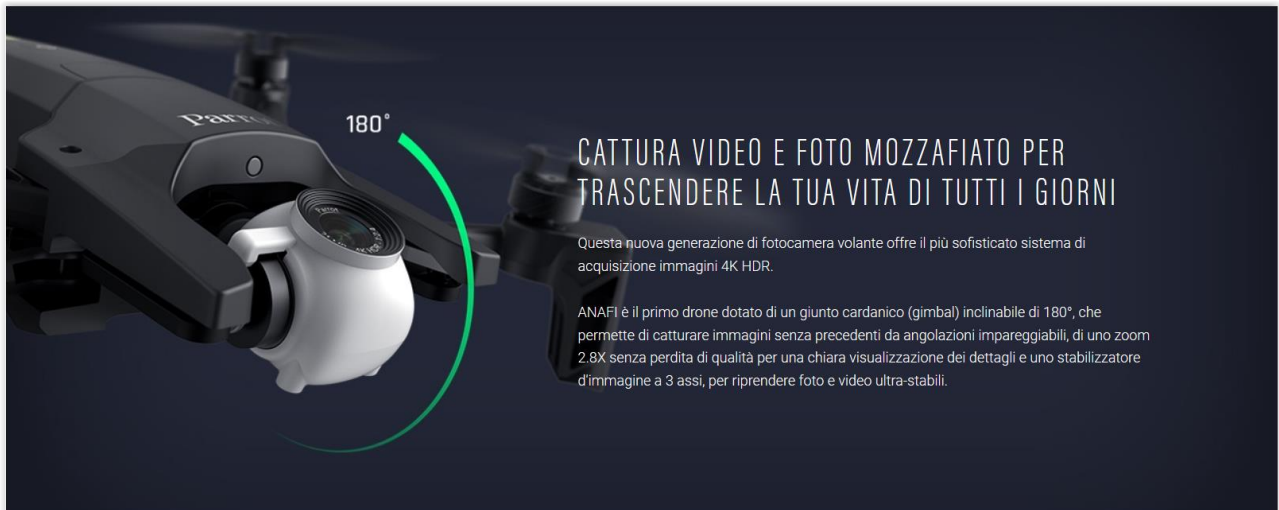 Parrot
180°
CATTURA VIDEO E FOTO MOZZAFIATO PER
TRASCENDERE LA TUA VITA DI TUTTI I GIORNI
Questa nuova generazione di fotocamera volante offre il più sofisticato sistema di
acquisizione immagini 4K HDR.
ANAFI è il primo drone dotato di un giunto cardanico (gimbal) inclinabile di 180°, che
permette di catturare immagini senza precedenti da angolazioni impareggiabili, di uno zoom
2.8X senza perdita di qualità per una chiara visualizzazione dei dettagli e uno stabilizzatore
d'immagine a 3 assi, per riprendere foto e video ultra-stabili.